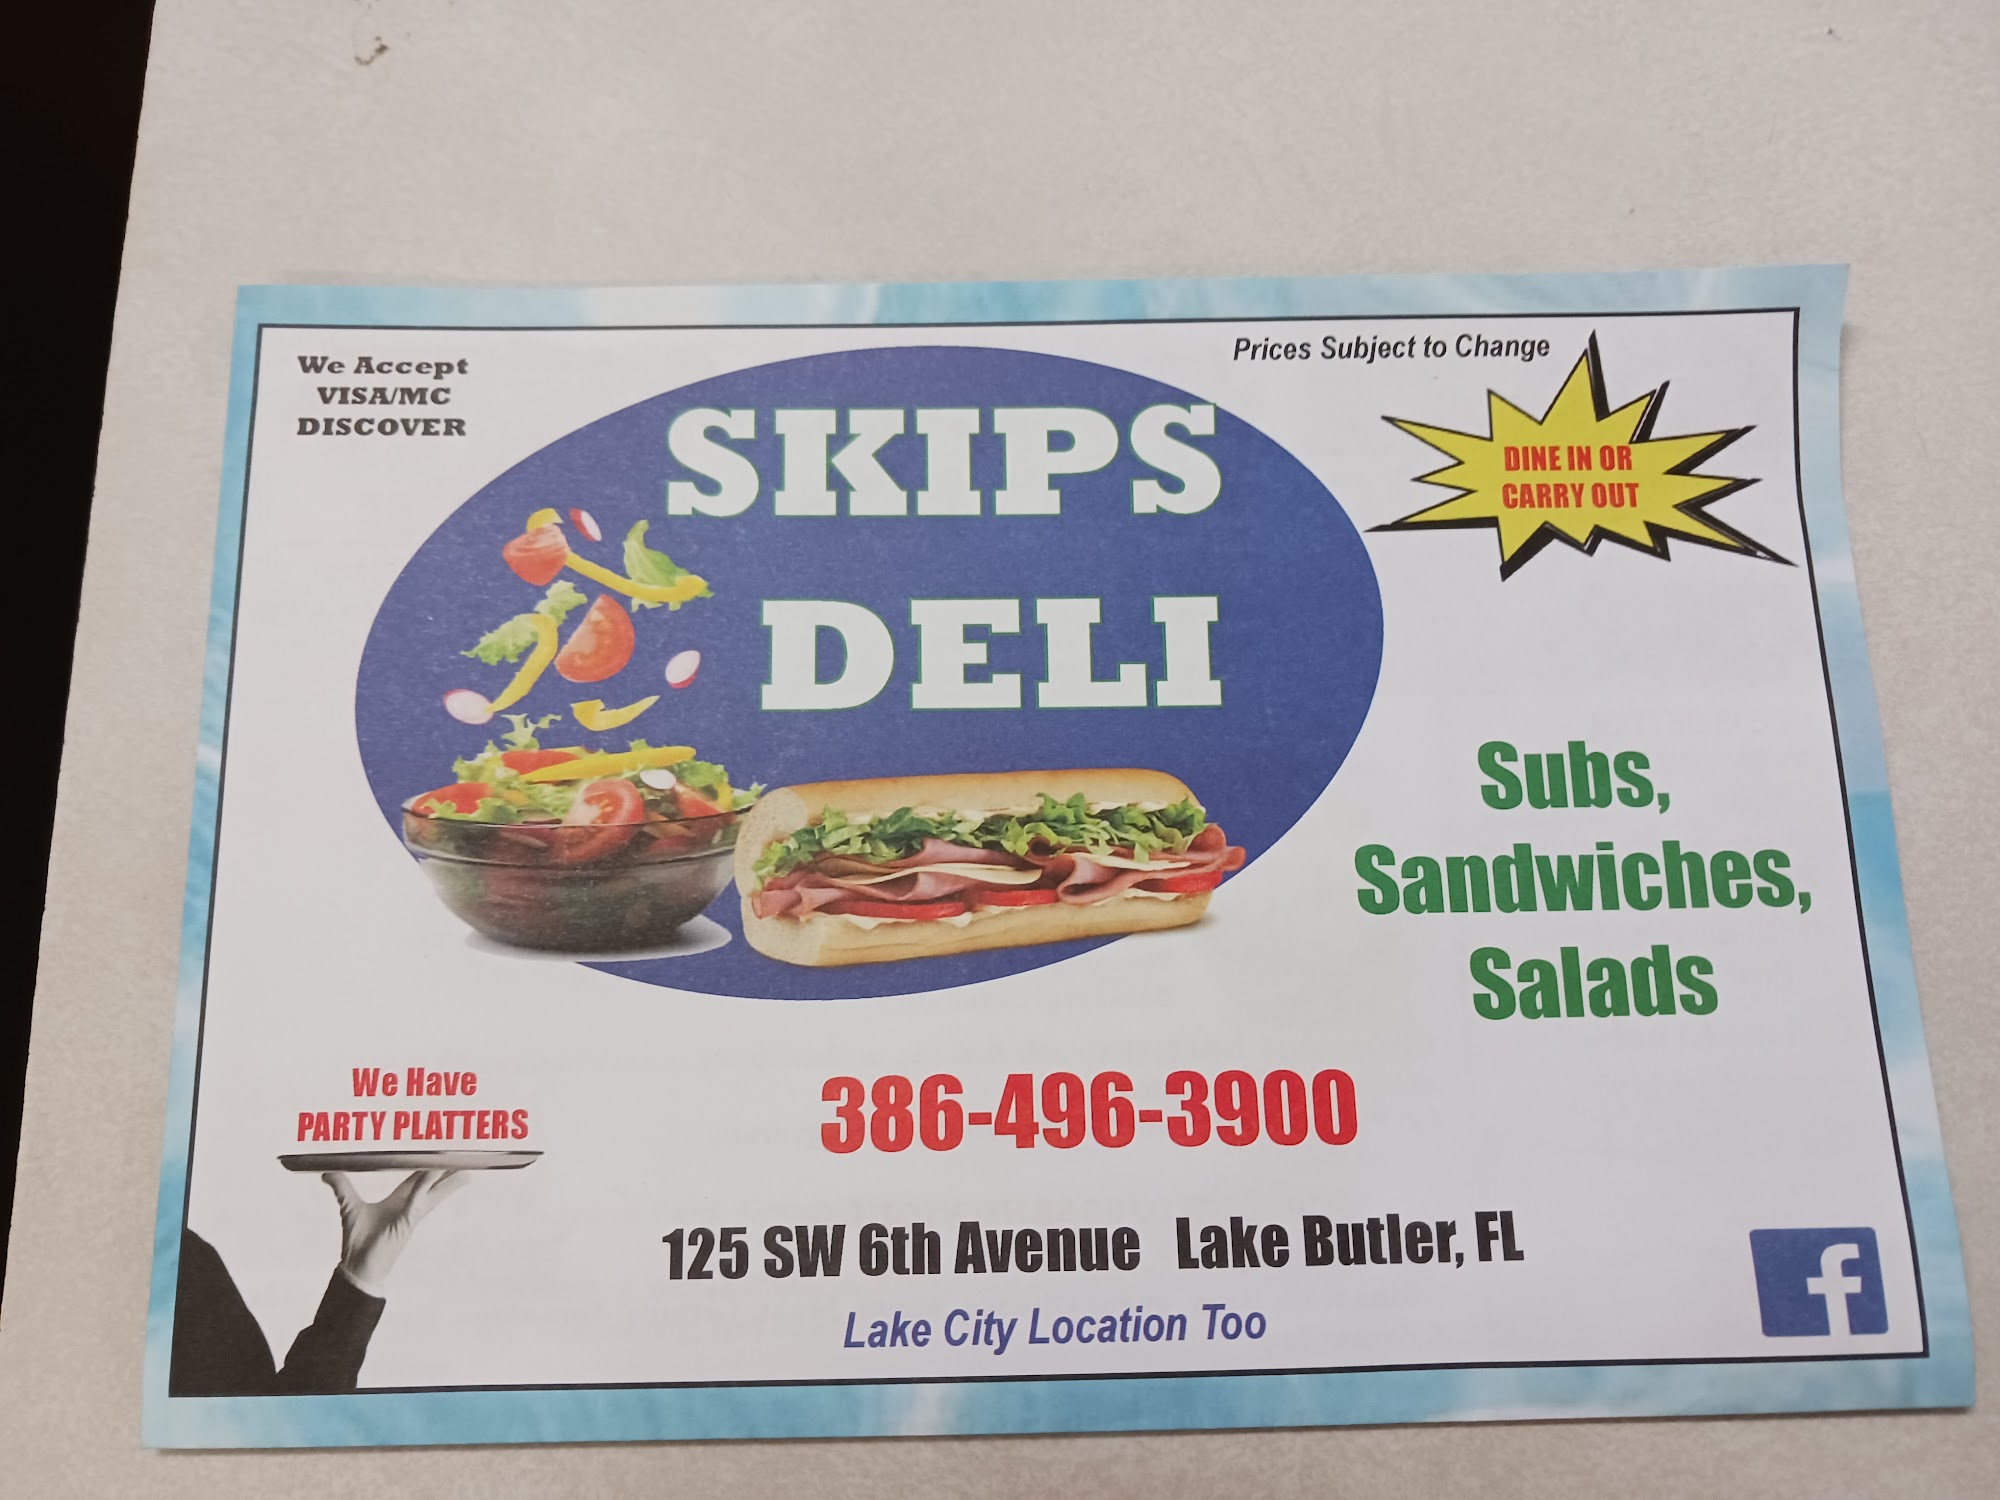 We Accept
VISA/MC
DISCOVER
Prices Subject to Change
SKIPS
DELI
DINE IN OR
CARRY OUT
Subs,
Sandwiches,
Salads
We Have
PARTY PLATTERS
386-496-3900
125 SW 6th Avenue Lake Butler, FL
Lake City Location Too
f